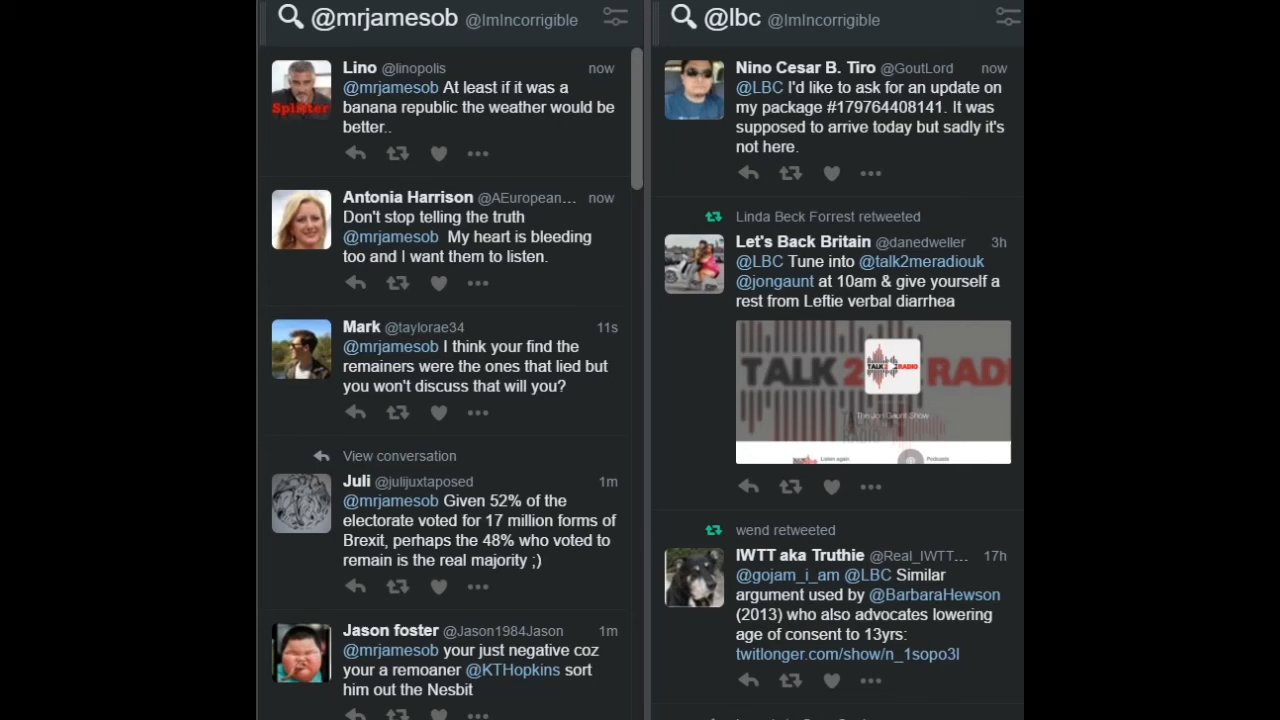 @mrjamesob @ImIncorrigible
Lino @linopolis now
@mrjamesob At least if it was a
banana republic the weather would be
better..
Splitter
Antonia Harrison @AEuropean... now
Don't stop telling the truth
@mrjamesob My heart is bleeding
too and I want them to listen.
Mark @taylorae34 11s
@mrjamesob I think your find the
remainers were the ones that lied but
you won't discuss that will you?
View conversation
Juli @julijuxtaposed 1m
@mrjamesob Given 52% of the
electorate voted for 17 million forms of
Brexit, perhaps the 48% who voted to
remain is the real majority ;)
Jason foster @Jason1984Jason 1m
@mrjamesob your just negative coz
your a remoaner @KTHopkins sort
him out the Nesbit
@lbc @ImIncorrigible
Nino Cesar B. Tiro @GoutLord now
@LBC I'd like to ask for an update on
my package #179764408141. It was
supposed to arrive today but sadly it's
not here.
Linda Beck Forrest retweeted
Let's Back Britain @danedweller 3h
@LBC Tune into @talk2meradiouk
@jongaunt at 10am & give yourself a
rest from Leftie verbal diarrhea
TALK2 RADIO
TALK 2 RADI
The Jon Gaunt Show
Listen again Podcasts
wend retweeted
IWTT aka Truthie @Real_IWTT... 17h
@gojam_i_am @LBC Similar
argument used by @BarbaraHewson
(2013) who also advocates lowering
age of consent to 13yrs:
twitlonger.com/show/n_1sopo3l